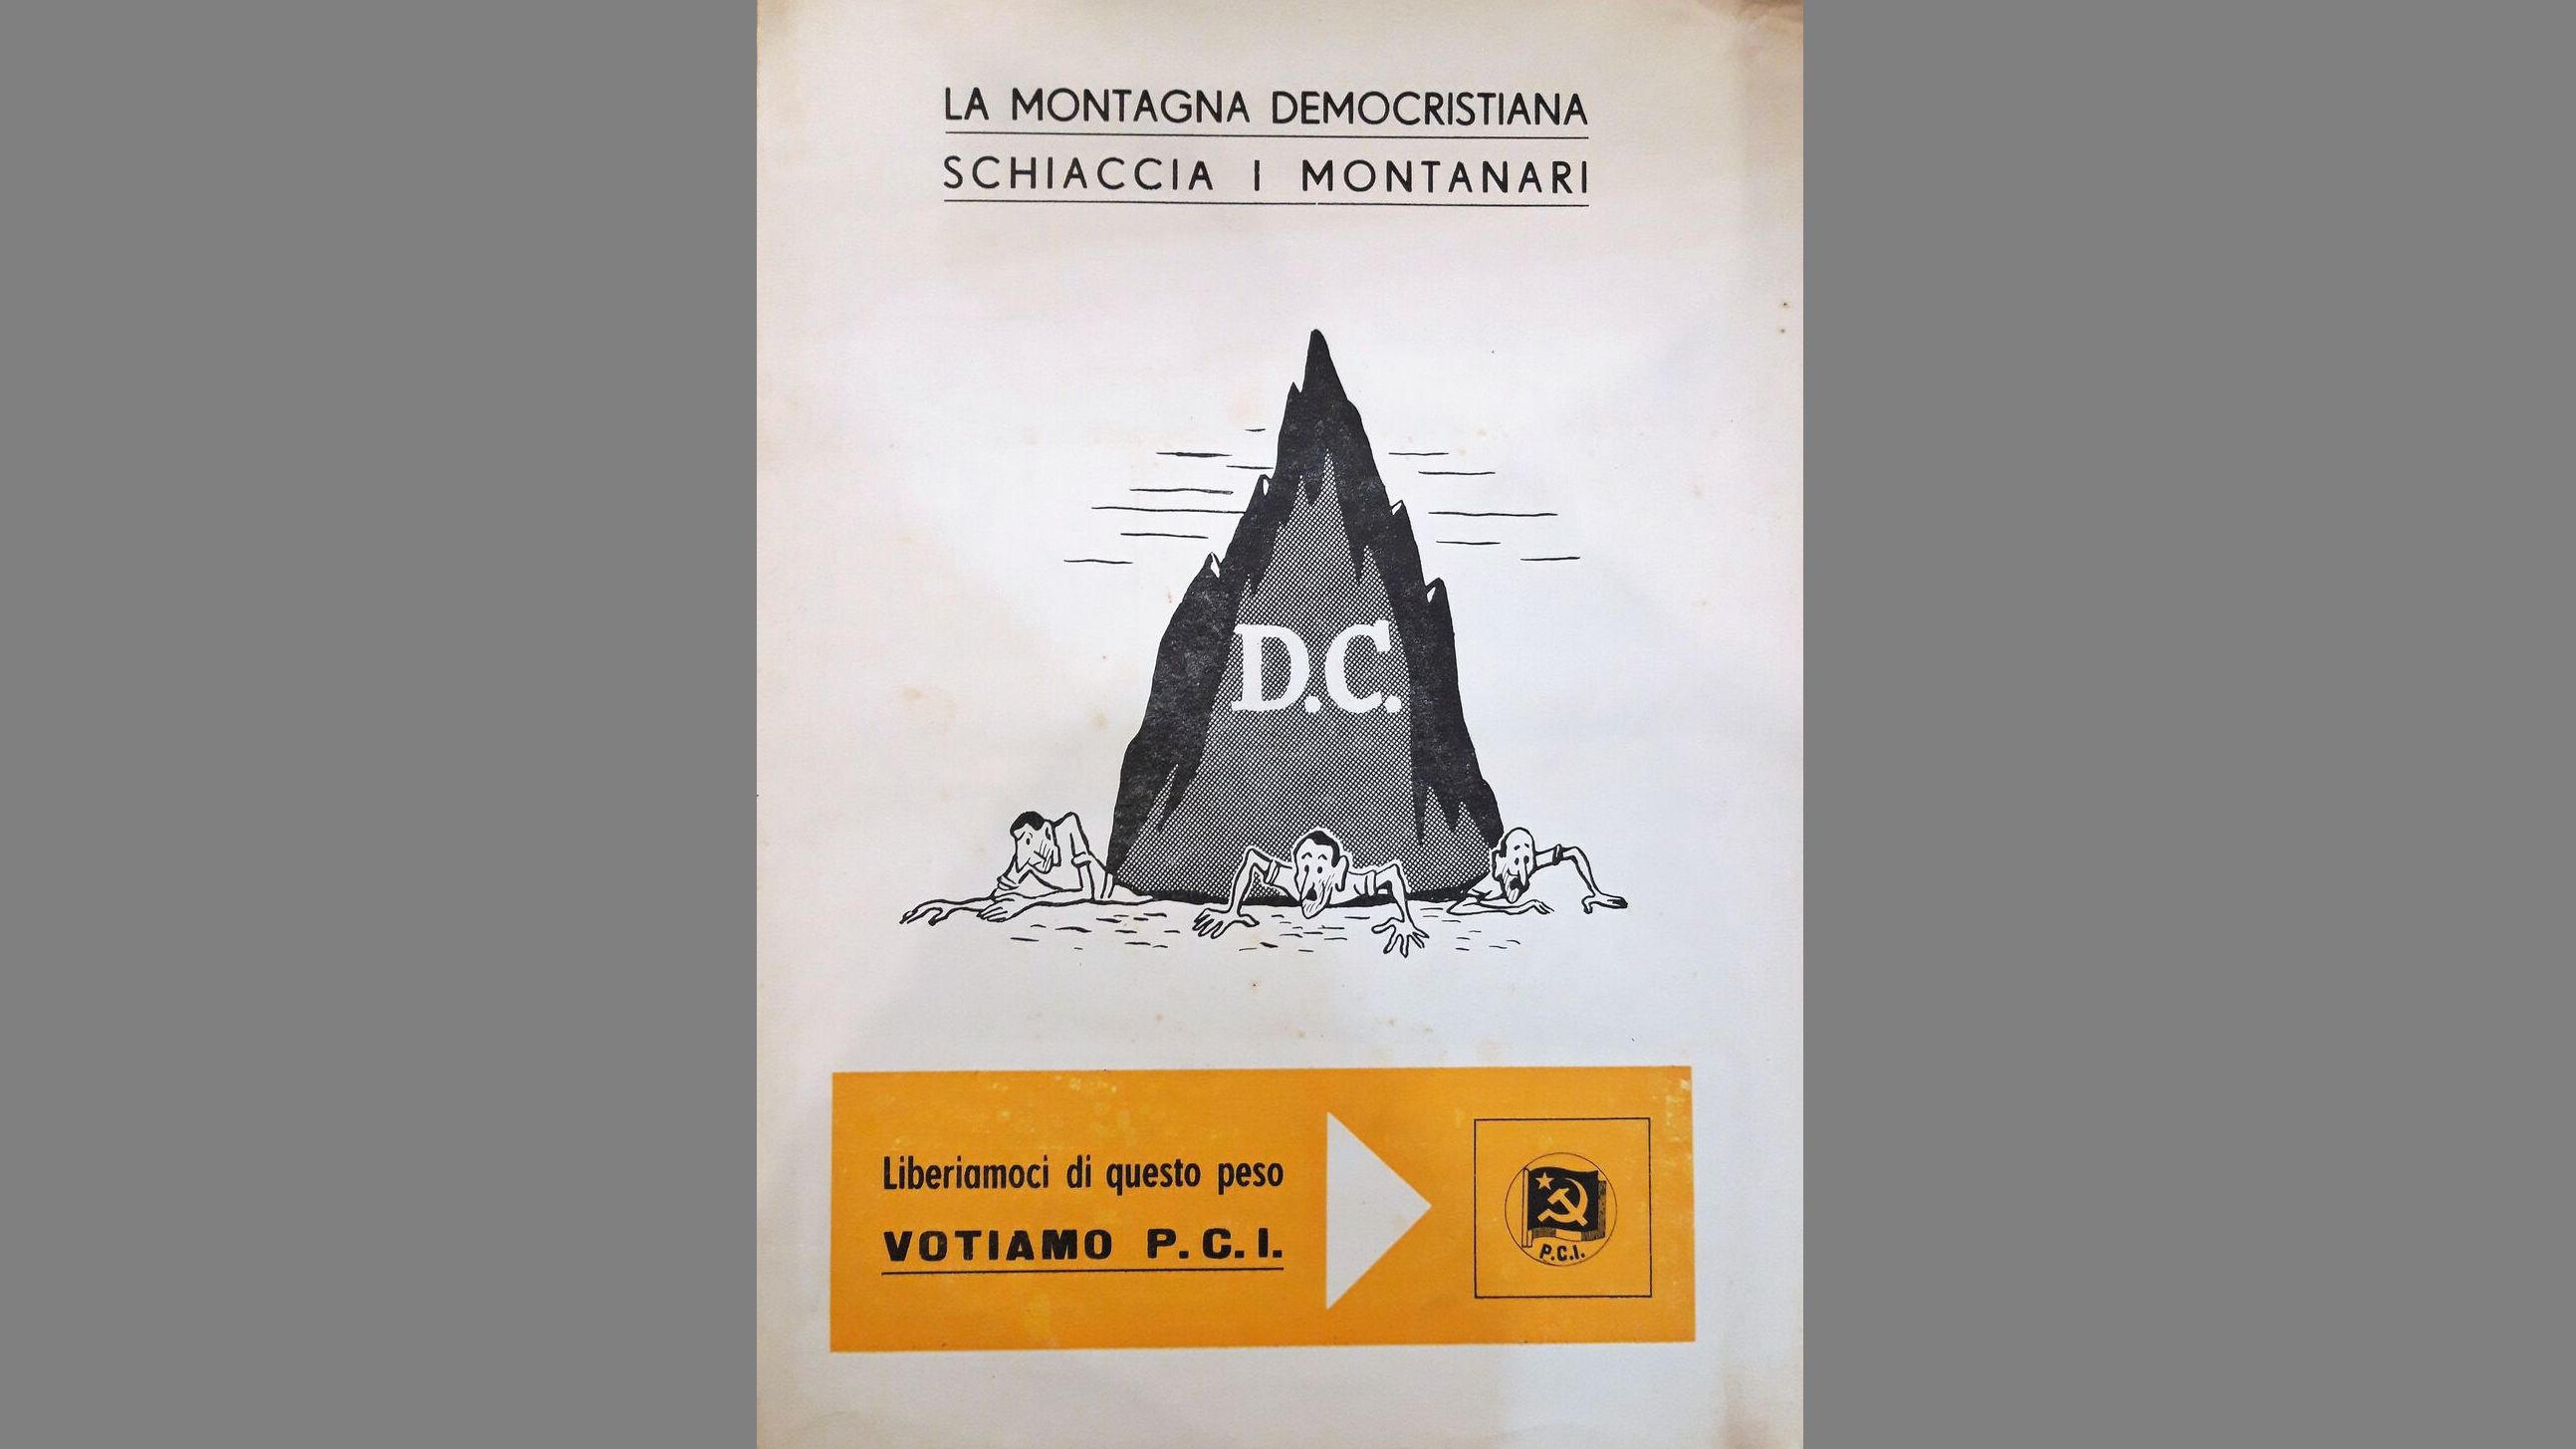 LA MONTAGNA DEMOCRISTIANA
SCHIACCIA I MONTANARI
D.C.
Liberiamoci di questo peso
VOTIAMO P.C.I.
P.C.I.